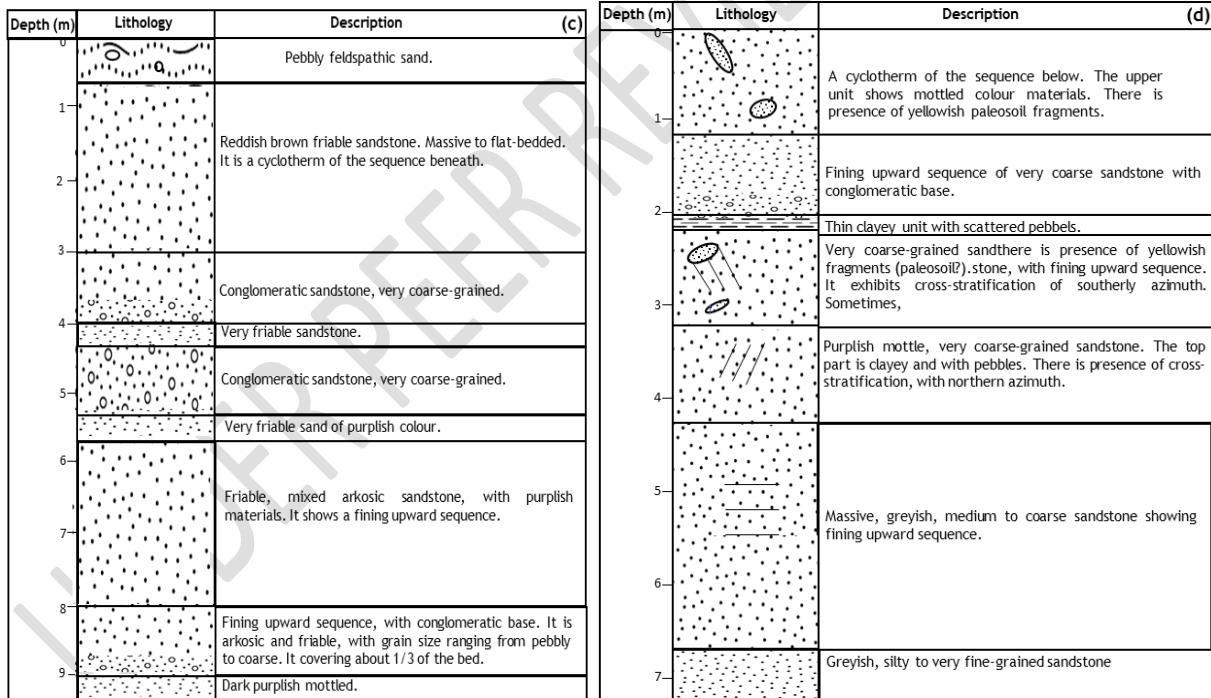 Depth (m) Lithology Description (c)
0
Pebbly feldspathic sand.
1
Reddish brown friable sandstone. Massive to flat-bedded.
It is a cyclotherm of the sequence beneath.
2
3
Conglomeratic sandstone, very coarse-grained.
4
Very friable sandstone.
Conglomeratic sandstone, very coarse-grained.
5
Very friable sand of purplish colour.
6
Friable, mixed arkosic sandstone, with purplish
materials. It shows a fining upward sequence.
7
8
Fining upward sequence, with conglomeratic base. It is
arkosic and friable, with grain size ranging from pebbly
to coarse. It covering about 1/3 of the bed.
9
Dark purplish mottled.
Depth (m) Lithology Description (d)
0
A cyclotherm of the sequence below. The upper
unit shows mottled colour materials. There is
presence of yellowish paleosoil fragments.
1
Fining upward sequence of very coarse sandstone with
conglomeratic base.
2
Thin clayey unit with scattered pebbels.
Very coarse-grained sandthere is presence of yellowish
fragments (paleosoil?).stone, with fining upward sequence.
It exhibits cross-stratification of southerly azimuth.
Sometimes,
3
Purplish mottle, very coarse-grained sandstone. The top
part is clayey and with pebbles. There is presence of cross-
stratification, with northern azimuth.
4
5
Massive, greyish, medium to coarse sandstone showing
fining upward sequence.
6
Greyish, silty to very fine-grained sandstone
7
PEER